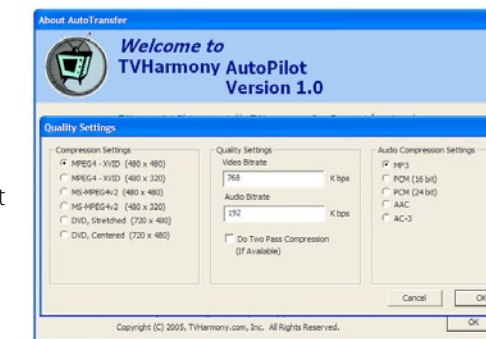 About AutoTransfer
Welcome to
TVHarmony AutoPilot
Version 1.0
Quality Settings
Compression Settings
MPEG4 - XVID (480 x 480)
MPEG4 - XVID (480 x 320)
MS-MPEG4v2 (480 x 480)
MS-MPEG4v2 (480 x 320)
DVD, Stretched (720 x 480)
DVD, Centered (720 x 480)
Quality Settings
Video Bitrate
768 Kbps
Audio Bitrate
192 Kbps
Do Two Pass Compression
(If Available)
Audio Compression Settings
MP3
PCM (16 bit)
PCM (24 bit)
AAC
AC-3
Cancel
OK
OK
Copyright (C) 2005, TVHarmony.com, Inc. All Rights Reserved.